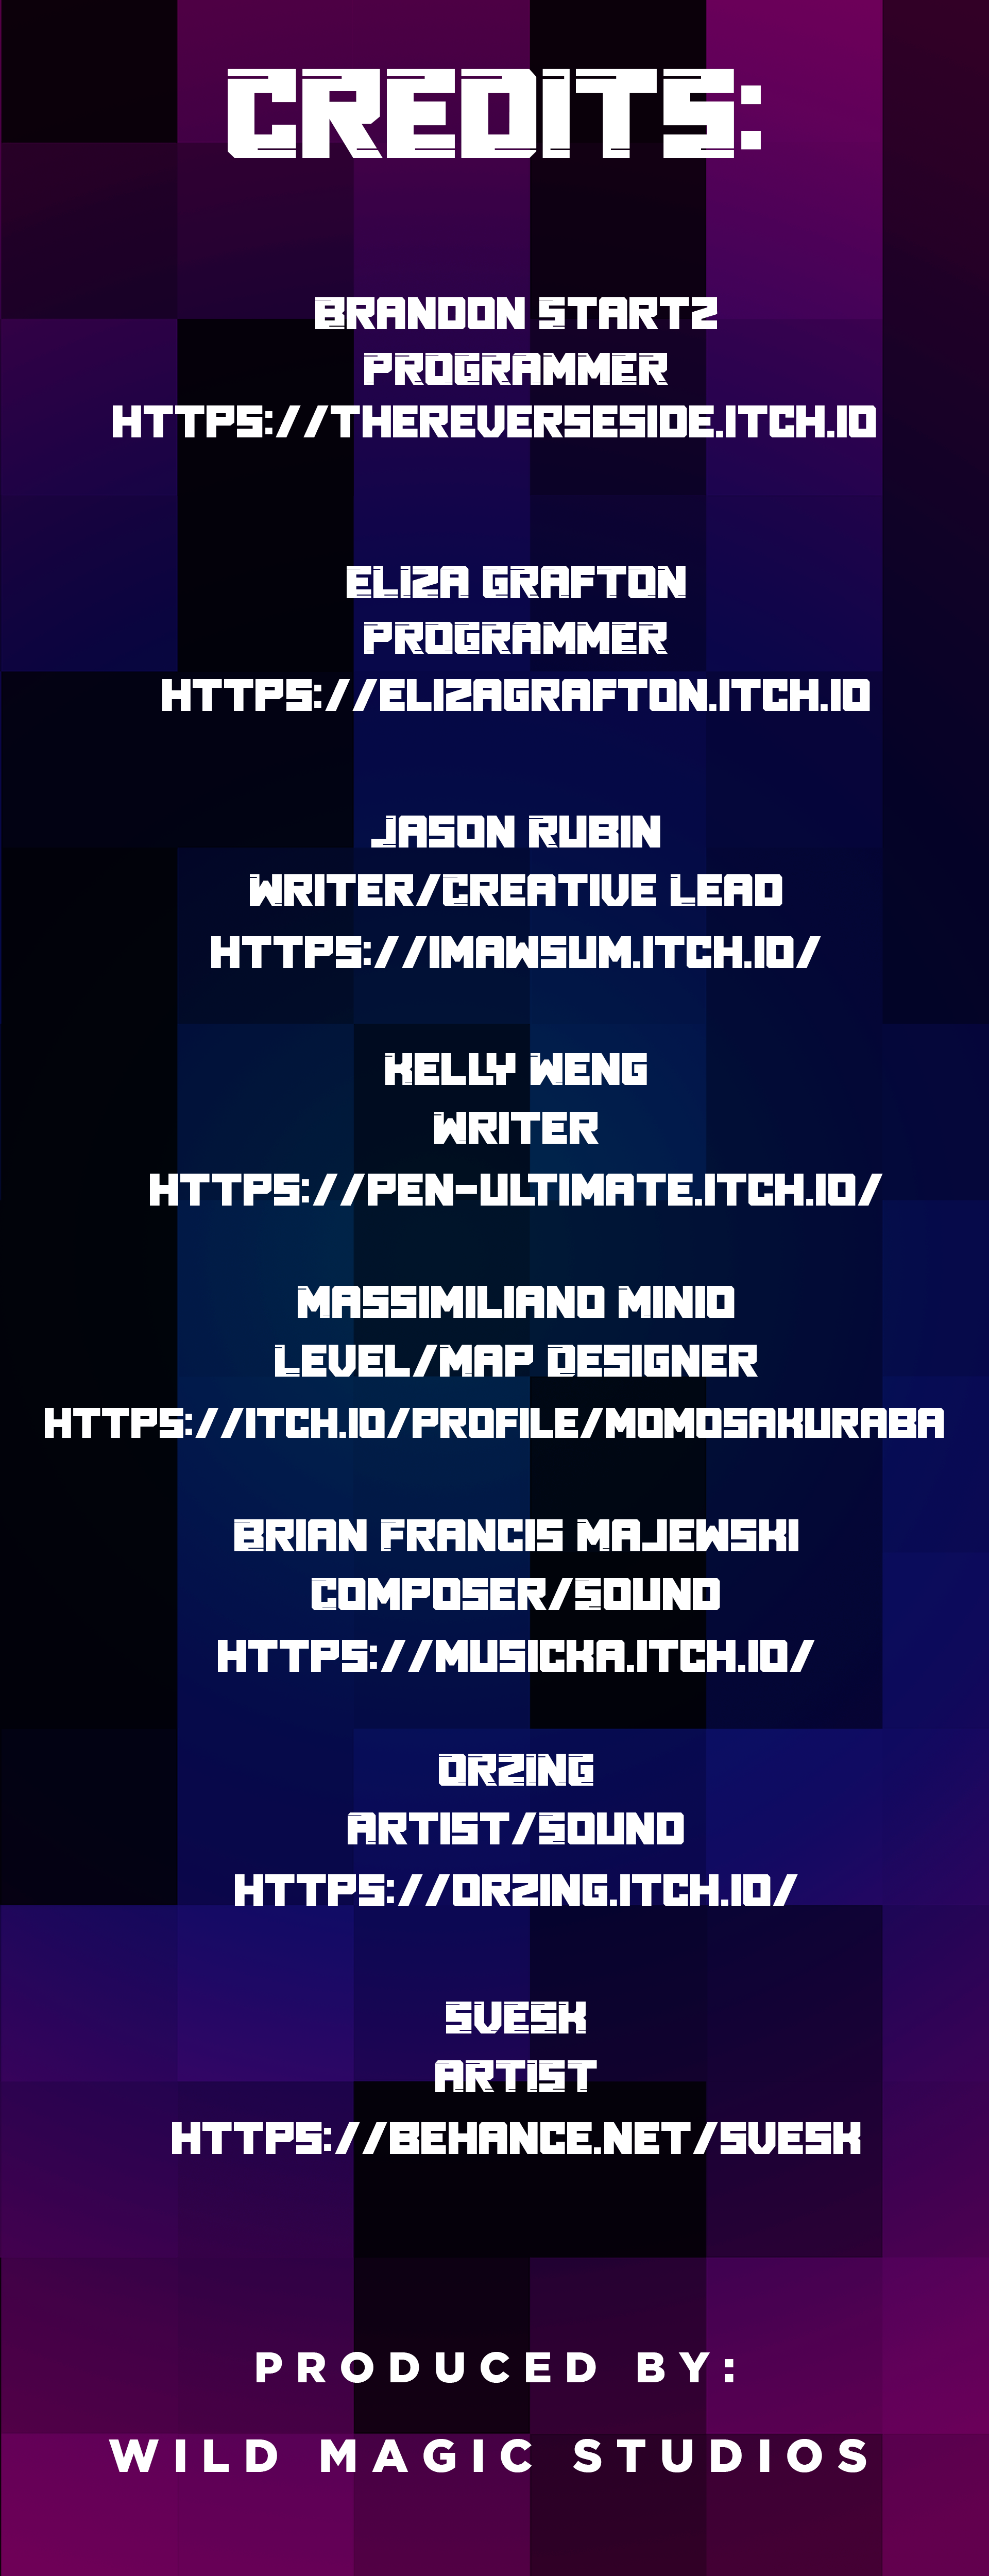 CREDITS:
BRANDON STARTZ
PROGRAMMER
HTTPS://THEREVERSESIDE.ITCH.IO
ELIZA GRAFTON
PROGRAMMER
HTTPS://ELIZAGRAFTON.ITCH.IO
JASON RUBIN
WRITER/CREATIVE LEAD
HTTPS://IMAWSUM.ITCH.IO/
KELLY WENG
WRITER
HTTPS://PEN-ULTIMATE.ITCH.IO/
MASSIMILIANO MINIO
LEVEL/MAP DESIGNER
HTTPS://ITCH.IO/PROFILE/MOMOSAKURABA
BRIAN FRANCIS MAJEWSKI
COMPOSER/SOUND
HTTPS://MUSICKA.ITCH.IO/
ORZING
ARTIST/SOUND
HTTPS://ORZING.ITCH.IO/
SVESK
ARTIST
HTTPS://BEHANCE.NET/SVESK
PRODUCED BY:
WILD MAGIC STUDIOS